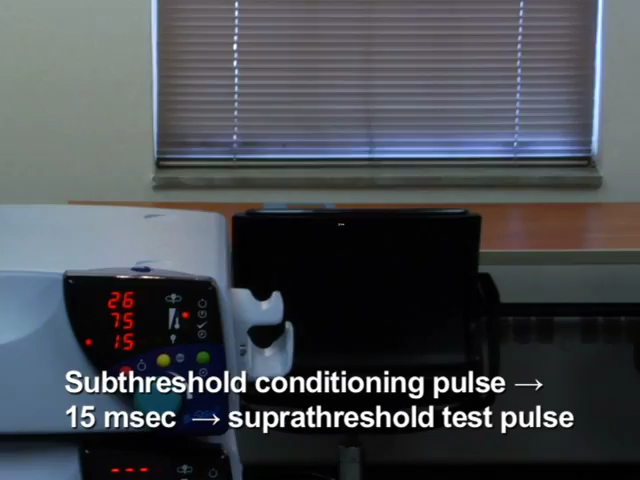 26
75
15
Subthreshold conditioning pulse →
15 msec → suprathreshold test pulse
---